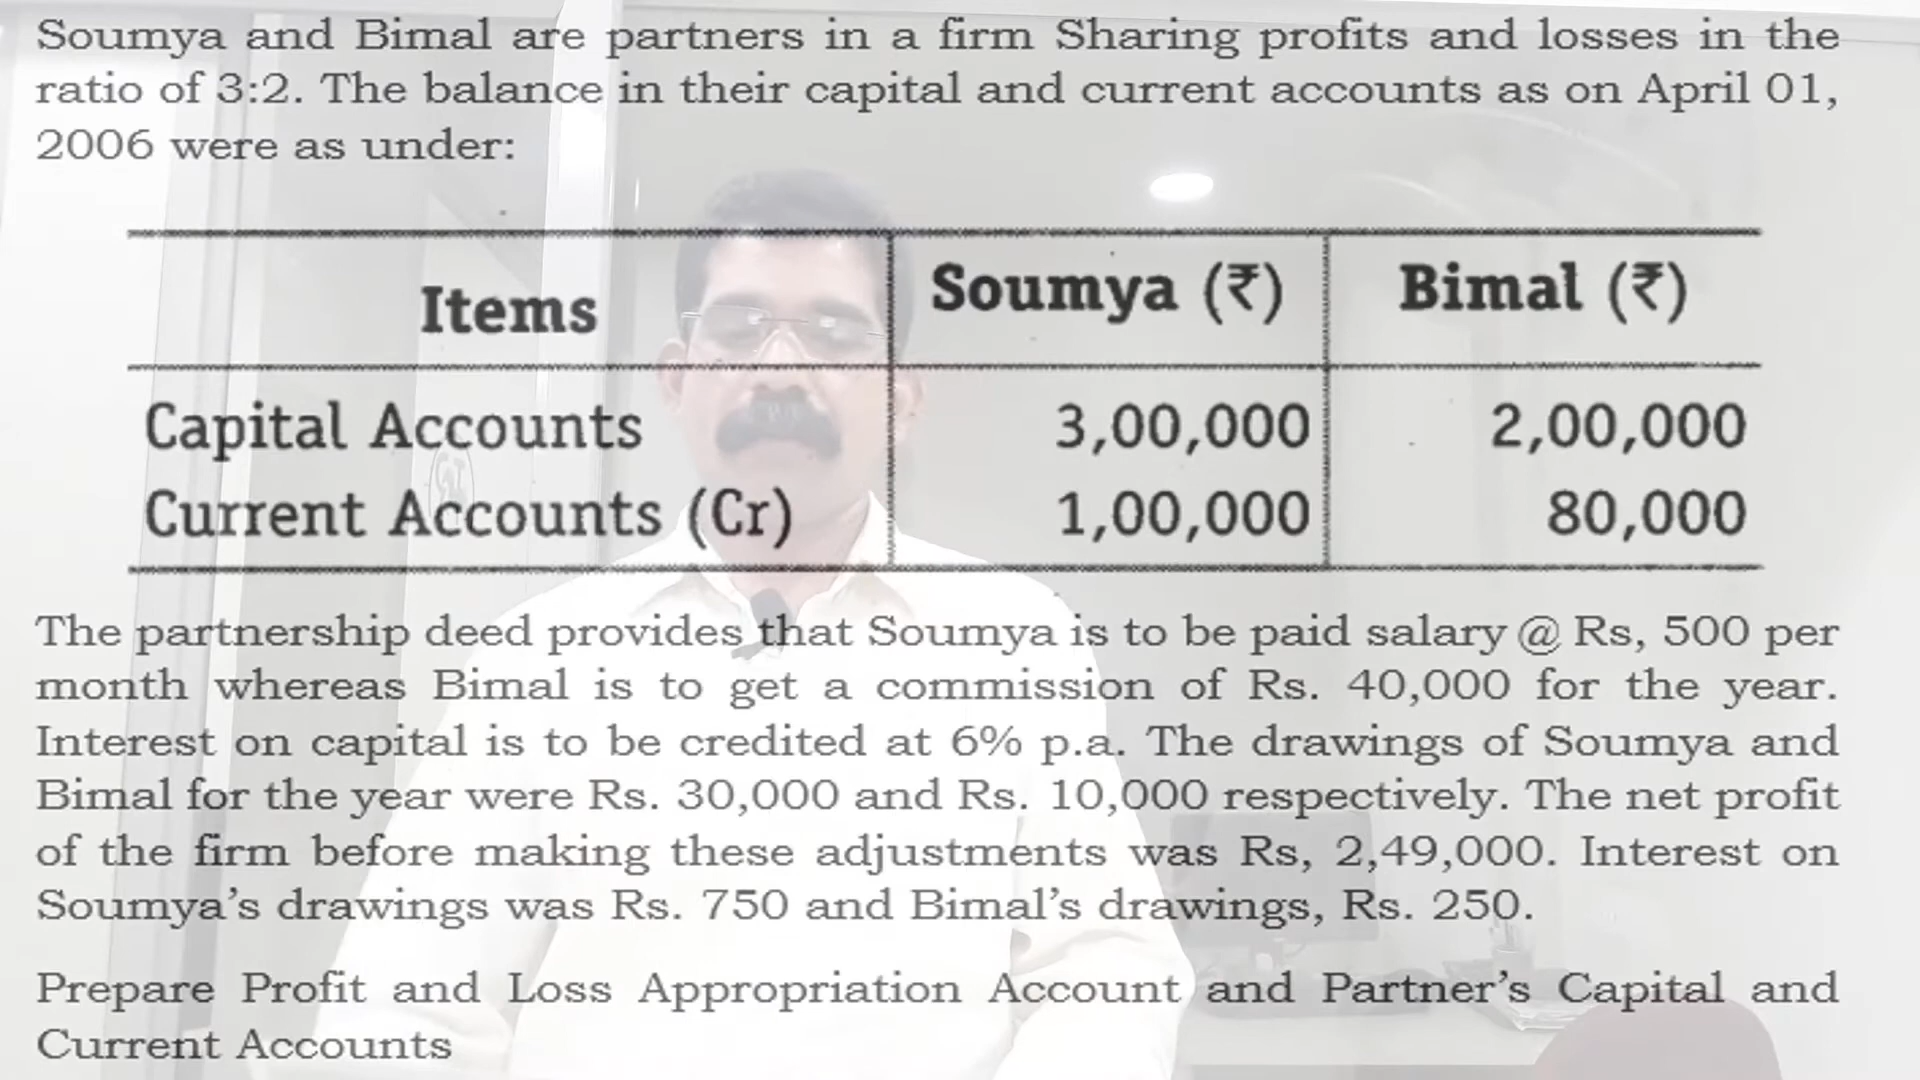 Soumya and Bimal are partners in a firm Sharing profits and losses in the
ratio of 3:2. The balance in their capital and current accounts as on April 01,
2006 were as under:
Items Soumya (₹) Bimal (₹)
Capital Accounts 3,00,000 2,00,000
Current Accounts (Cr) 1,00,000 80,000
The partnership deed provides that Soumya is to be paid salary @ Rs, 500 per
month whereas Bimal is to get a commission of Rs. 40,000 for the year.
Interest on capital is to be credited at 6% p.a. The drawings of Soumya and
Bimal for the year were Rs. 30,000 and Rs. 10,000 respectively. The net profit
of the firm before making these adjustments was Rs, 2,49,000. Interest on
Soumya’s drawings was Rs. 750 and Bimal’s drawings, Rs. 250.
Prepare Profit and Loss Appropriation Account and Partner’s Capital and
Current Accounts